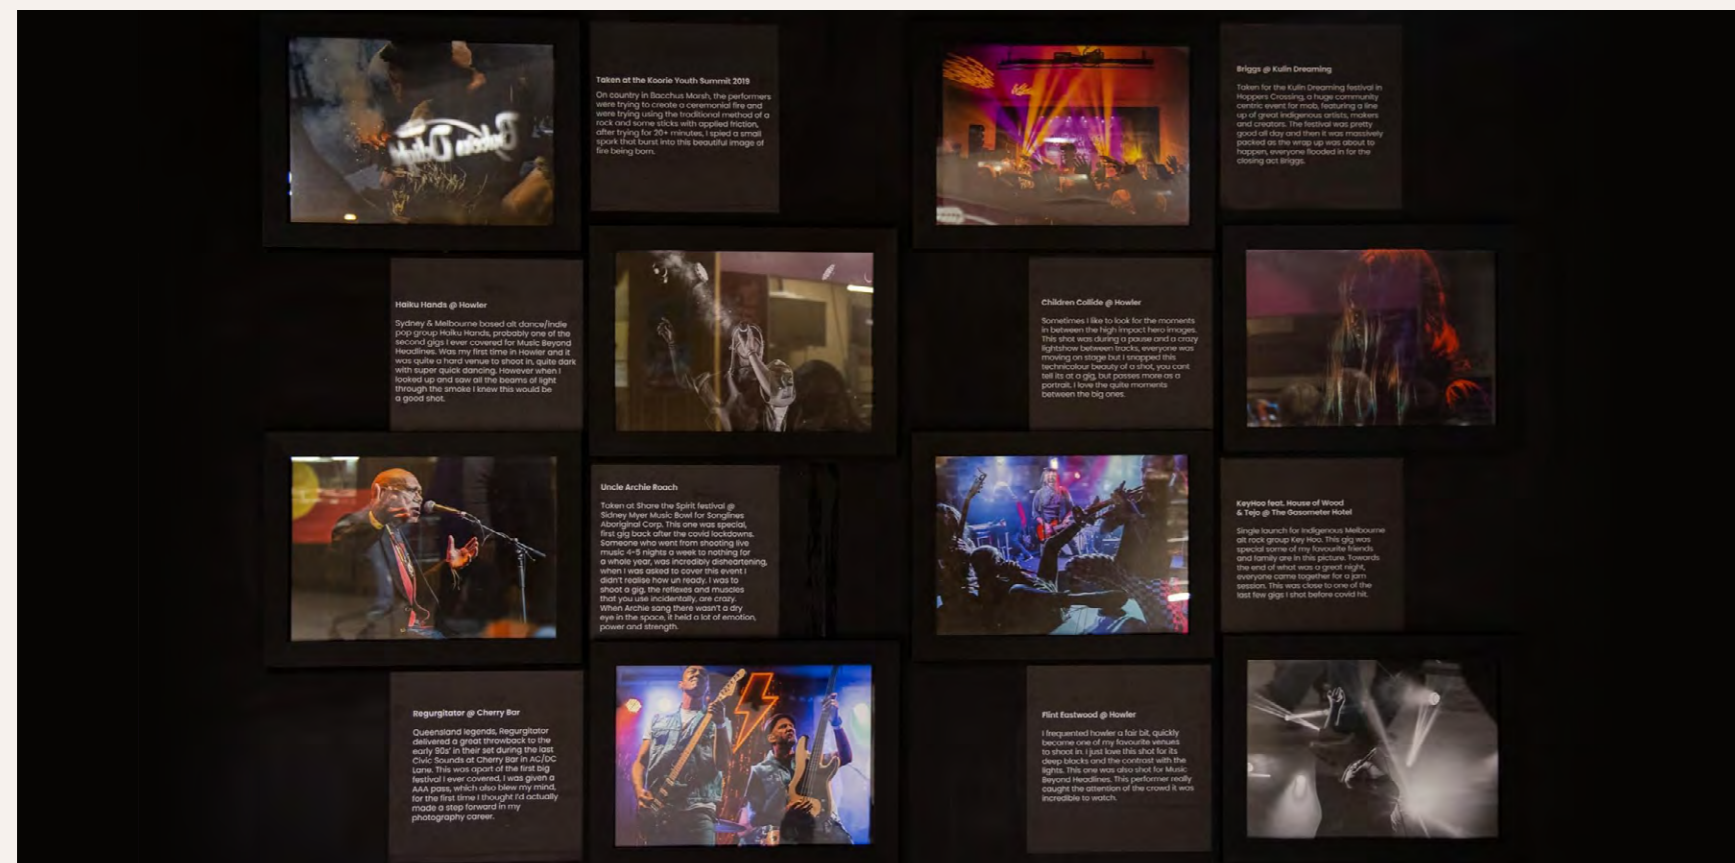 Taken at the Koorie Youth Summit 2019
On country in Bacchus Marsh, the performers
were trying to create a ceremonial fire and
were trying using the traditional method of a
rock and some sticks with applied friction,
after trying for 20+ minutes, I spied a small
spark that burst into this beautiful image of
fire being born.
Briggs @ Kulin Dreaming
Taken for the Kulin Dreaming festival in
Hoppers Crossing, a huge community
centric event for mob, featuring a line
up of great Indigenous artists, makers
and creators. The festival was pretty
good all day and then it was massively
packed as the wrap up was about to
happen, everyone flooded in for the
closing act Briggs.
Haiku Hands @ Howler
Sydney & Melbourne based alt dance/indie
pop group Haiku Hands, probably one of the
second gigs I ever covered for Music Beyond
Headlines. Was my first time in Howler and it
was quite a hard venue to shoot in, quite dark
with super quick dancing. However when I
looked up and saw all the beams of light
through the smoke I knew this would be
a good shot.
Children Collide @ Howler
Sometimes I like to look for the moments
in between the high impact hero images.
This shot was during a pause and a crazy
lightshow between tracks, everyone was
moving on stage but I snapped this
technicolour beauty of a shot, you cant
tell its at a gig, but passes more as a
portrait, I love the quite moments
between the big ones.
Uncle Archie Roach
Taken at Share the Spirit festival @
Sidney Myer Music Bowl for Songlines
Aboriginal Corp. This one was special,
first gig back after the covid lockdowns.
Someone who went from shooting live
music 4-5 nights a week to nothing for
a whole year, was incredibly disheartening,
when I was asked to cover this event I
didn't realise how un ready. I was to
shoot a gig, the reflexes and muscles
that you use incidentally, are crazy.
When Archie sang there wasn't a dry
eye in the space, it held a lot of emotion,
power and strength.
KeyHoo feat. House of Wood
& Tejo @ The Gasometer Hotel
Single launch for Indigenous Melbourne
alt rock group Key Hoo. This gig was
special some of my favourite friends
and family are in this picture. Towards
the end of what was a great night,
everyone came together for a jam
session. This was close to one of the
last few gigs I shot before covid hit.
Regurgitator @ Cherry Bar
Queensland legends, Regurgitator
delivered a great throwback to the
early 90s' in their set during the last
Civic Sounds at Cherry Bar in AC/DC
Lane. This was apart of the first big
festival I ever covered, I was given a
AAA pass, which also blew my mind,
for the first time I thought I'd actually
made a step forward in my
photography career.
Flint Eastwood @ Howler
I frequented howler a fair bit, quickly
became one of my favourite venues
to shoot in. I just love this shot for its
deep blacks and the contrast with the
lights. This one was also shot for Music
Beyond Headlines. This performer really
caught the attention of the crowd it was
incredible to watch.